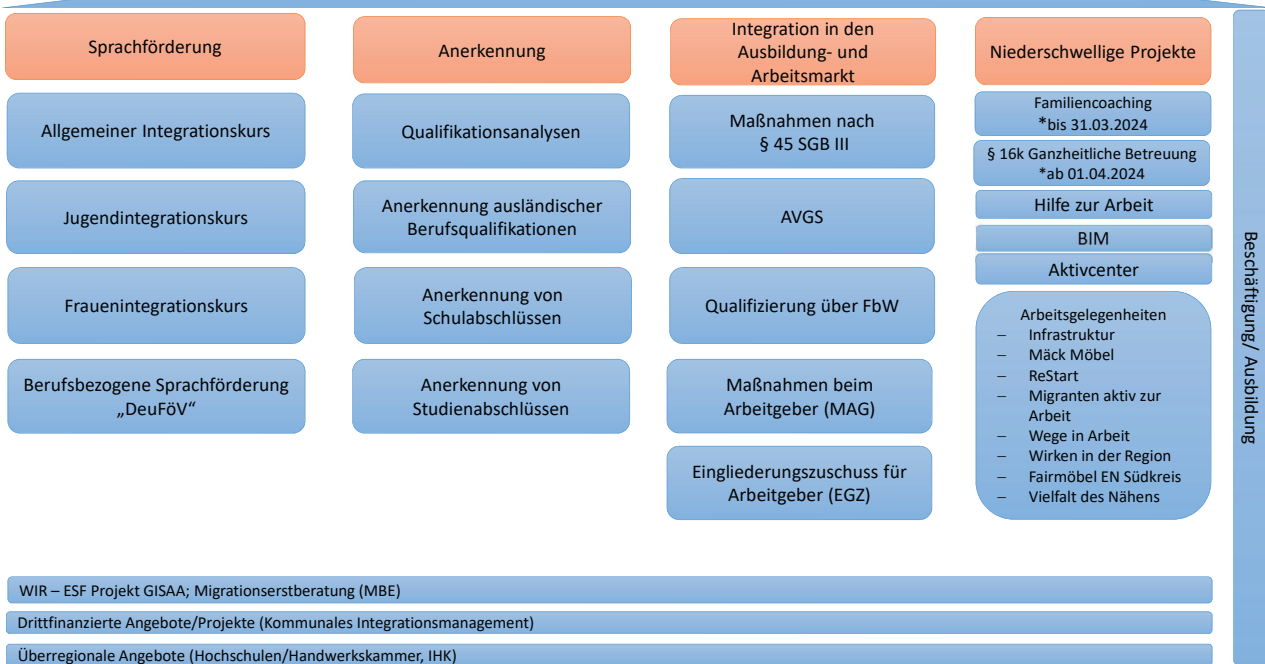 Sprachförderung
Allgemeiner Integrationskurs
Jugendintegrationskurs
Frauenintegrationskurs
Berufsbezogene Sprachförderung
„DeuFöV“
Anerkennung
Qualifikationsanalysen
Anerkennung ausländischer
Berufsqualifikationen
Anerkennung von
Schulabschlüssen
Anerkennung von
Studienabschlüssen
Integration in den
Ausbildung- und
Arbeitsmarkt
Maßnahmen nach
§ 45 SGB III
AVGS
Qualifizierung über FbW
Maßnahmen beim
Arbeitgeber (MAG)
Eingliederungszuschuss für
Arbeitgeber (EGZ)
Niederschwellige Projekte
Familiencoaching
*bis 31.03.2024
§ 16k Ganzheitliche Betreuung
*ab 01.04.2024
Hilfe zur Arbeit
BIM
Aktivcenter
Arbeitsgelegenheiten
– Infrastruktur
– Mäck Möbel
– ReStart
– Migranten aktiv zur
Arbeit
– Wege in Arbeit
– Wirken in der Region
– Fairmöbel EN Südkreis
– Vielfalt des Nähens
Beschäftigung/ Ausbildung
WIR – ESF Projekt GISAA; Migrationserstberatung (MBE)
Drittfinanzierte Angebote/Projekte (Kommunales Integrationsmanagement)
Überregionale Angebote (Hochschulen/Handwerkskammer, IHK)